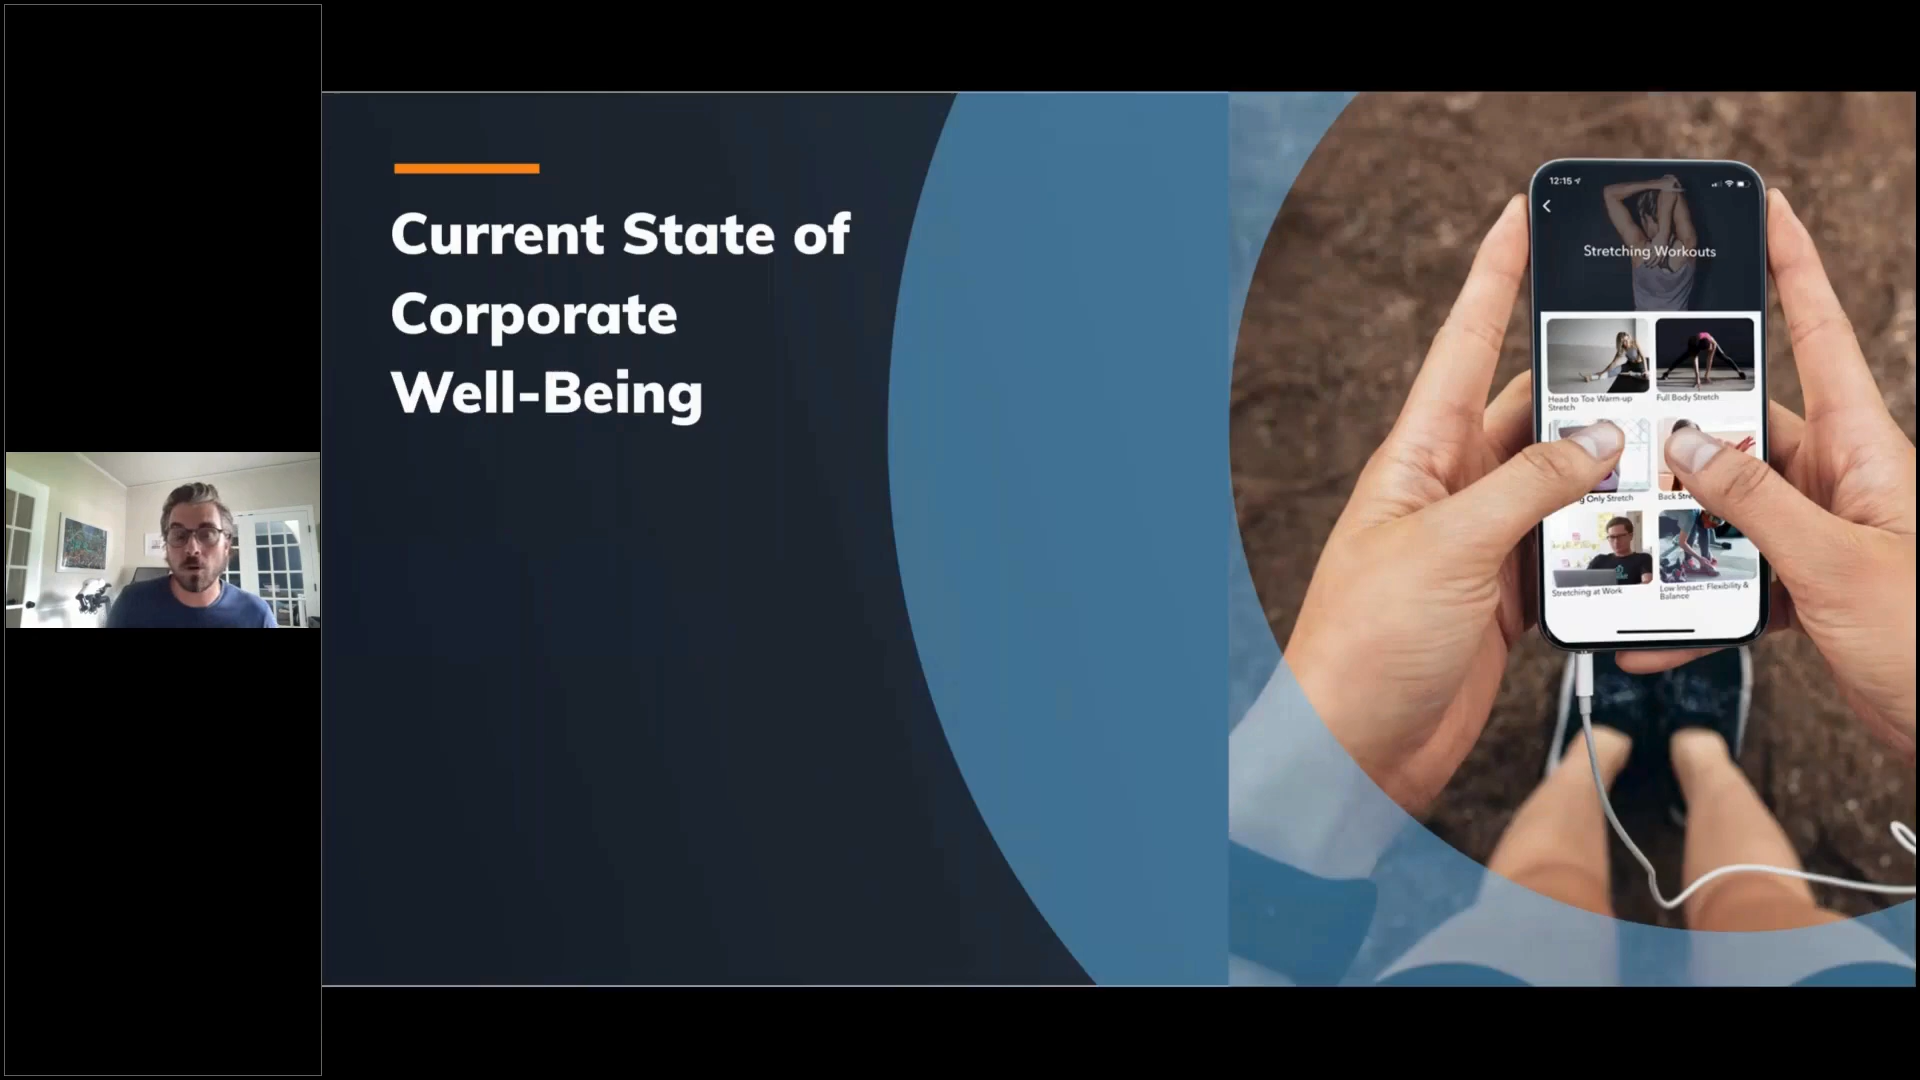 Current State of
Corporate
Well-Being
12:15
Stretching Workouts
Head to Toe Warm-up
Stretch
Full Body Stretch
Only Stretch
Back
Stretching at Work
Low Impact: Flexibility &
Balance